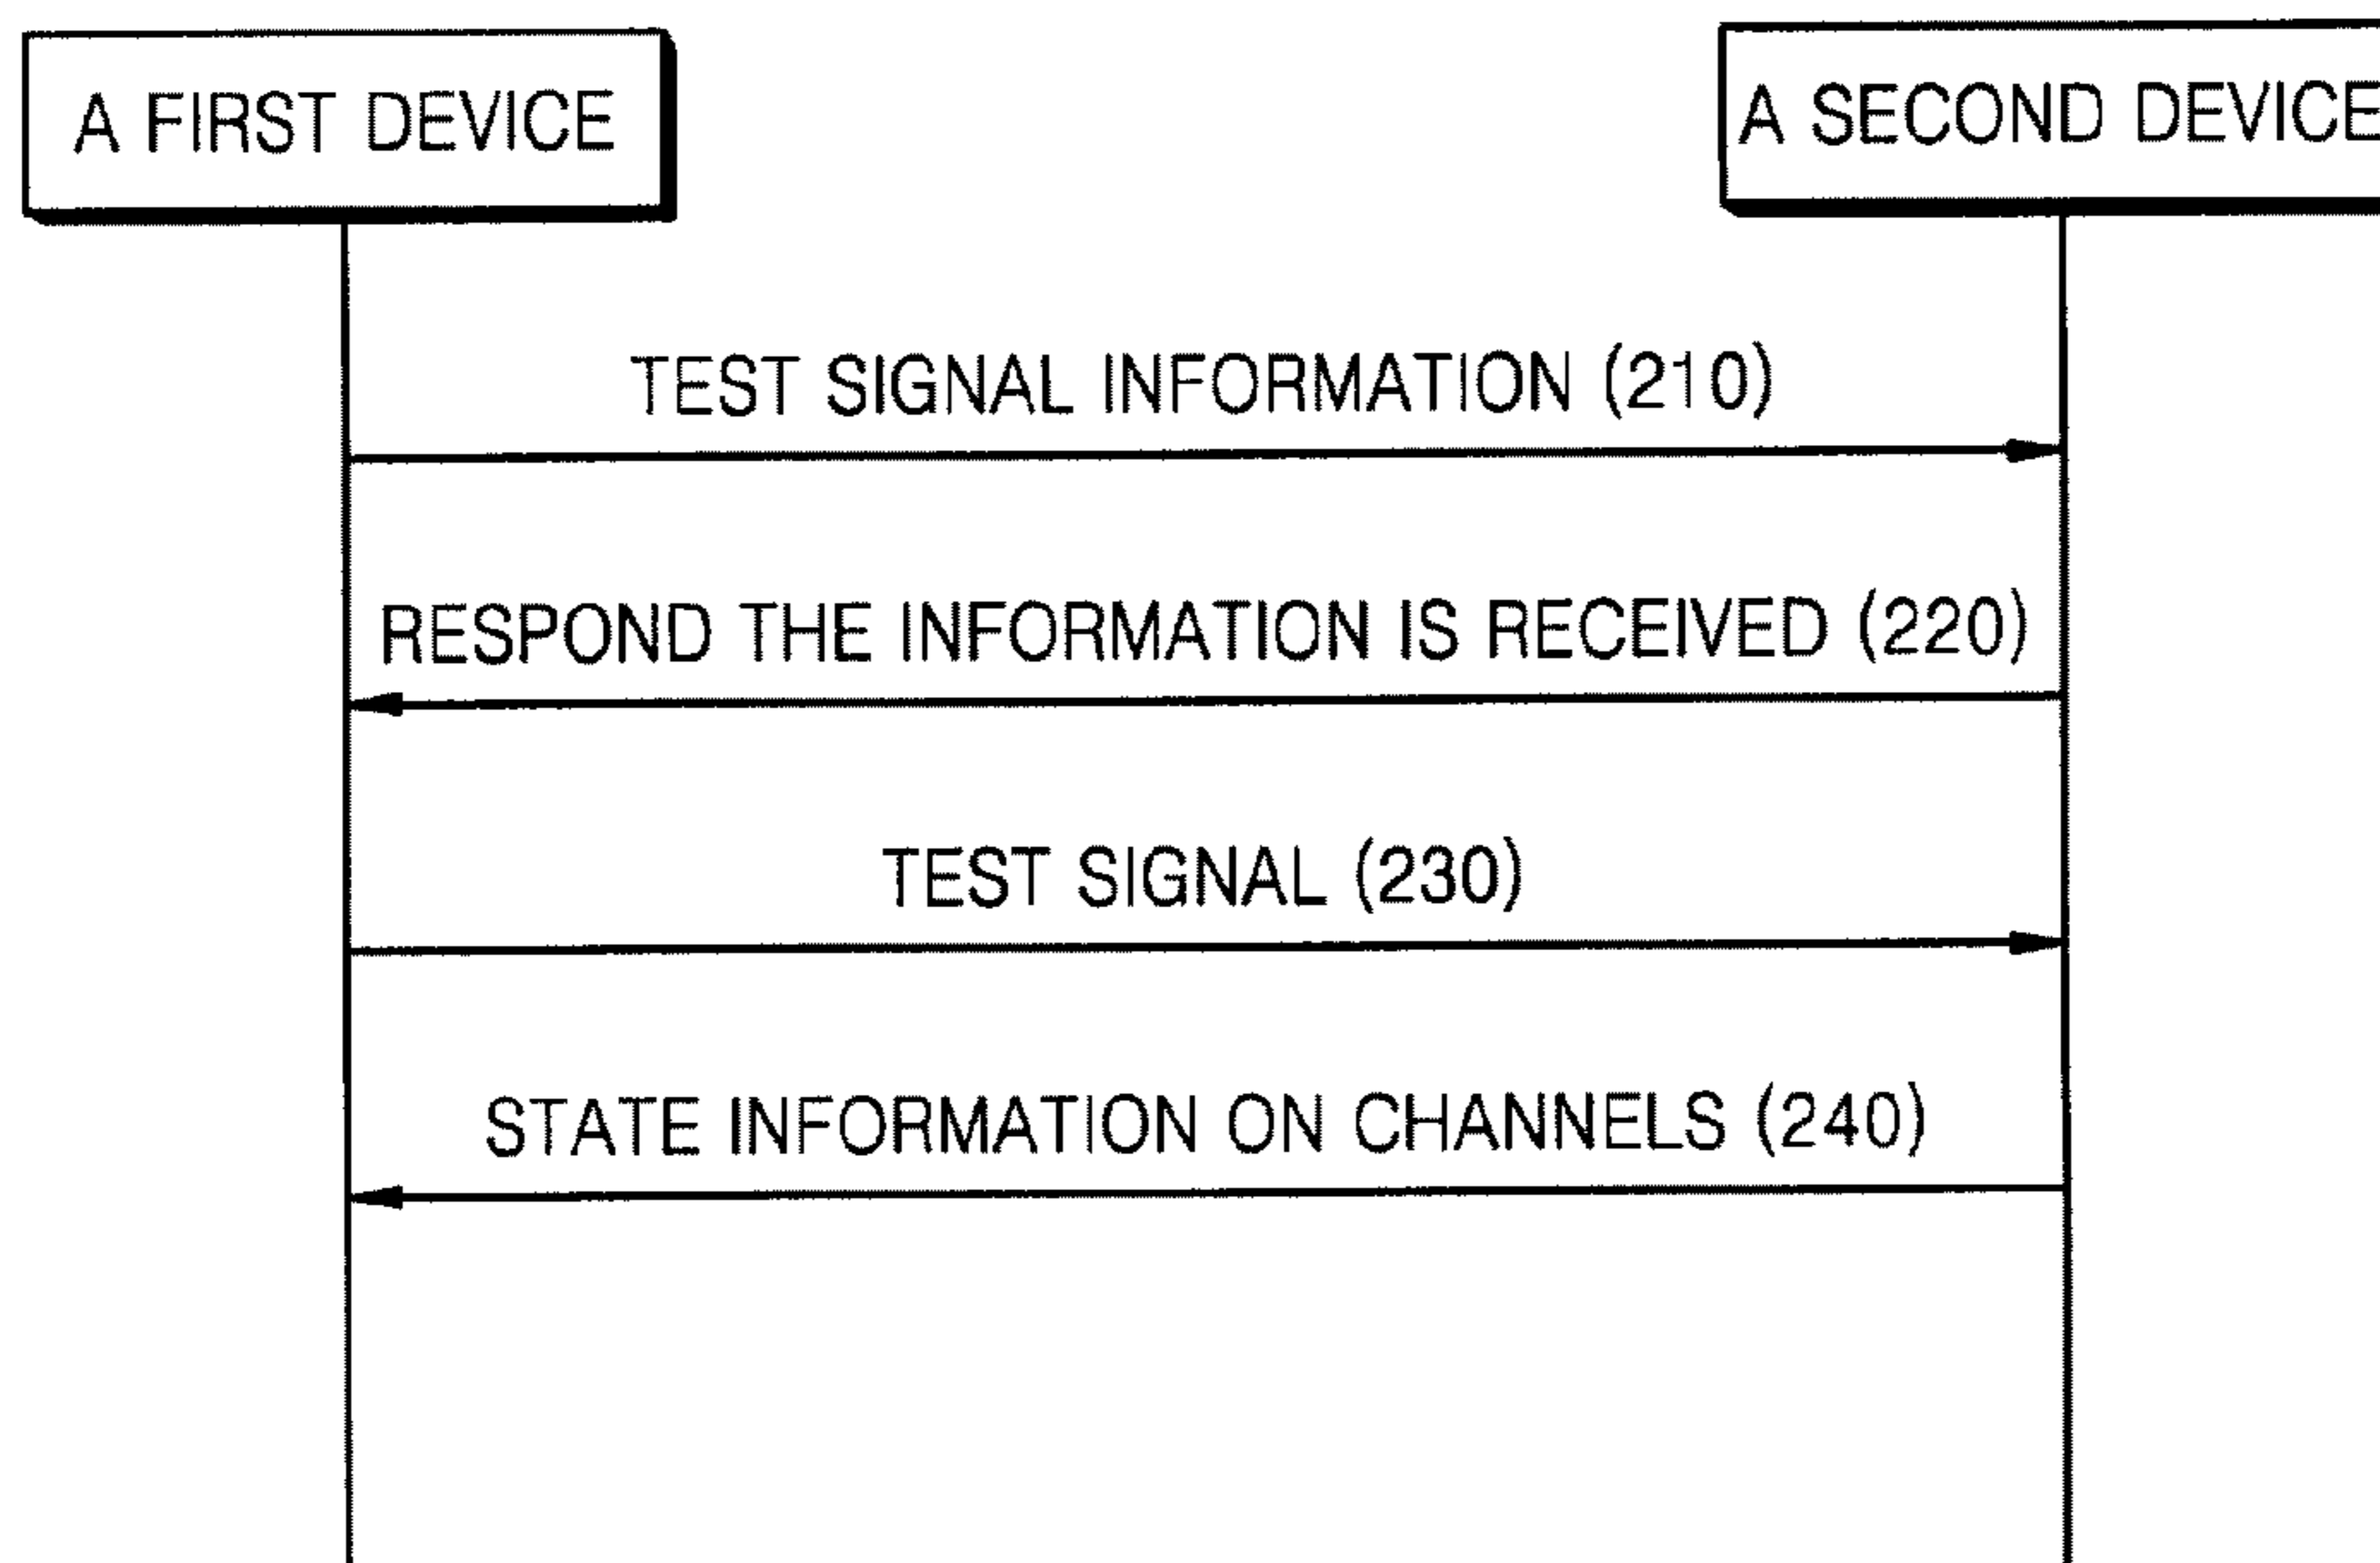 A FIRST DEVICE
A SECOND DEVICE
TEST SIGNAL INFORMATION (210)
RESPOND THE INFORMATION IS RECEIVED (220)
TEST SIGNAL (230)
STATE INFORMATION ON CHANNELS (240)